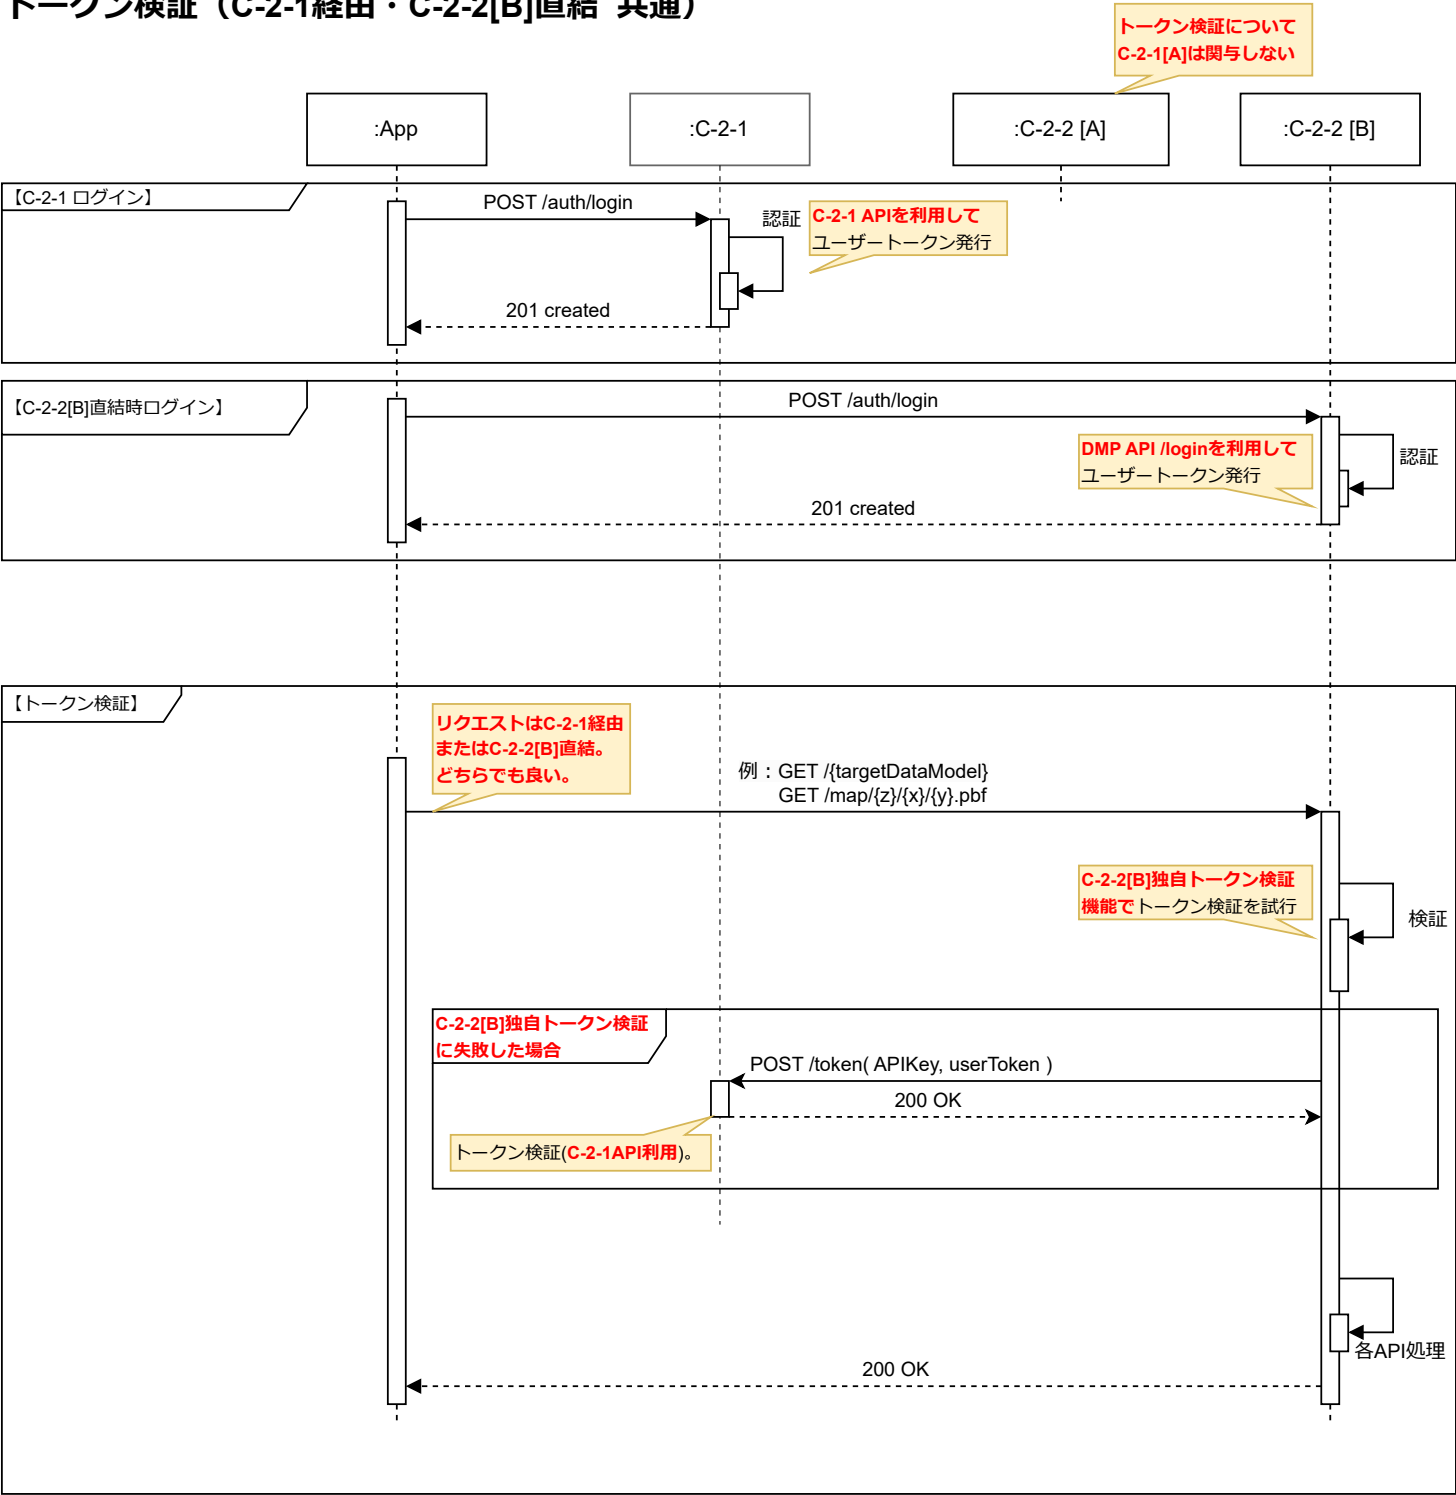 トークン検証（C-2-1経由・C-2-2[B]直結 共通）
トークン検証について
C-2-1[A]は関与しない
:App
:C-2-1
:C-2-2 [A]
:C-2-2 [B]
【C-2-1 ログイン】
POST /auth/login
認証
C-2-1 APIを利用して
ユーザートークン発行
201 created
【C-2-2[B]直結時ログイン】
POST /auth/login
DMP API /loginを利用して
ユーザートークン発行
認証
201 created
【トークン検証】
リクエストはC-2-1経由
またはC-2-2[B]直結。
どちらでも良い。
例：GET /{targetDataModel}
GET /map/{z}/{x}/{y}.pbf
C-2-2[B]独自トークン検証
機能でトークン検証を試行
検証
C-2-2[B]独自トークン検証
に失敗した場合
POST /token( APIKey, userToken )
200 OK
トークン検証(C-2-1API利用)。
各API処理
200 OK